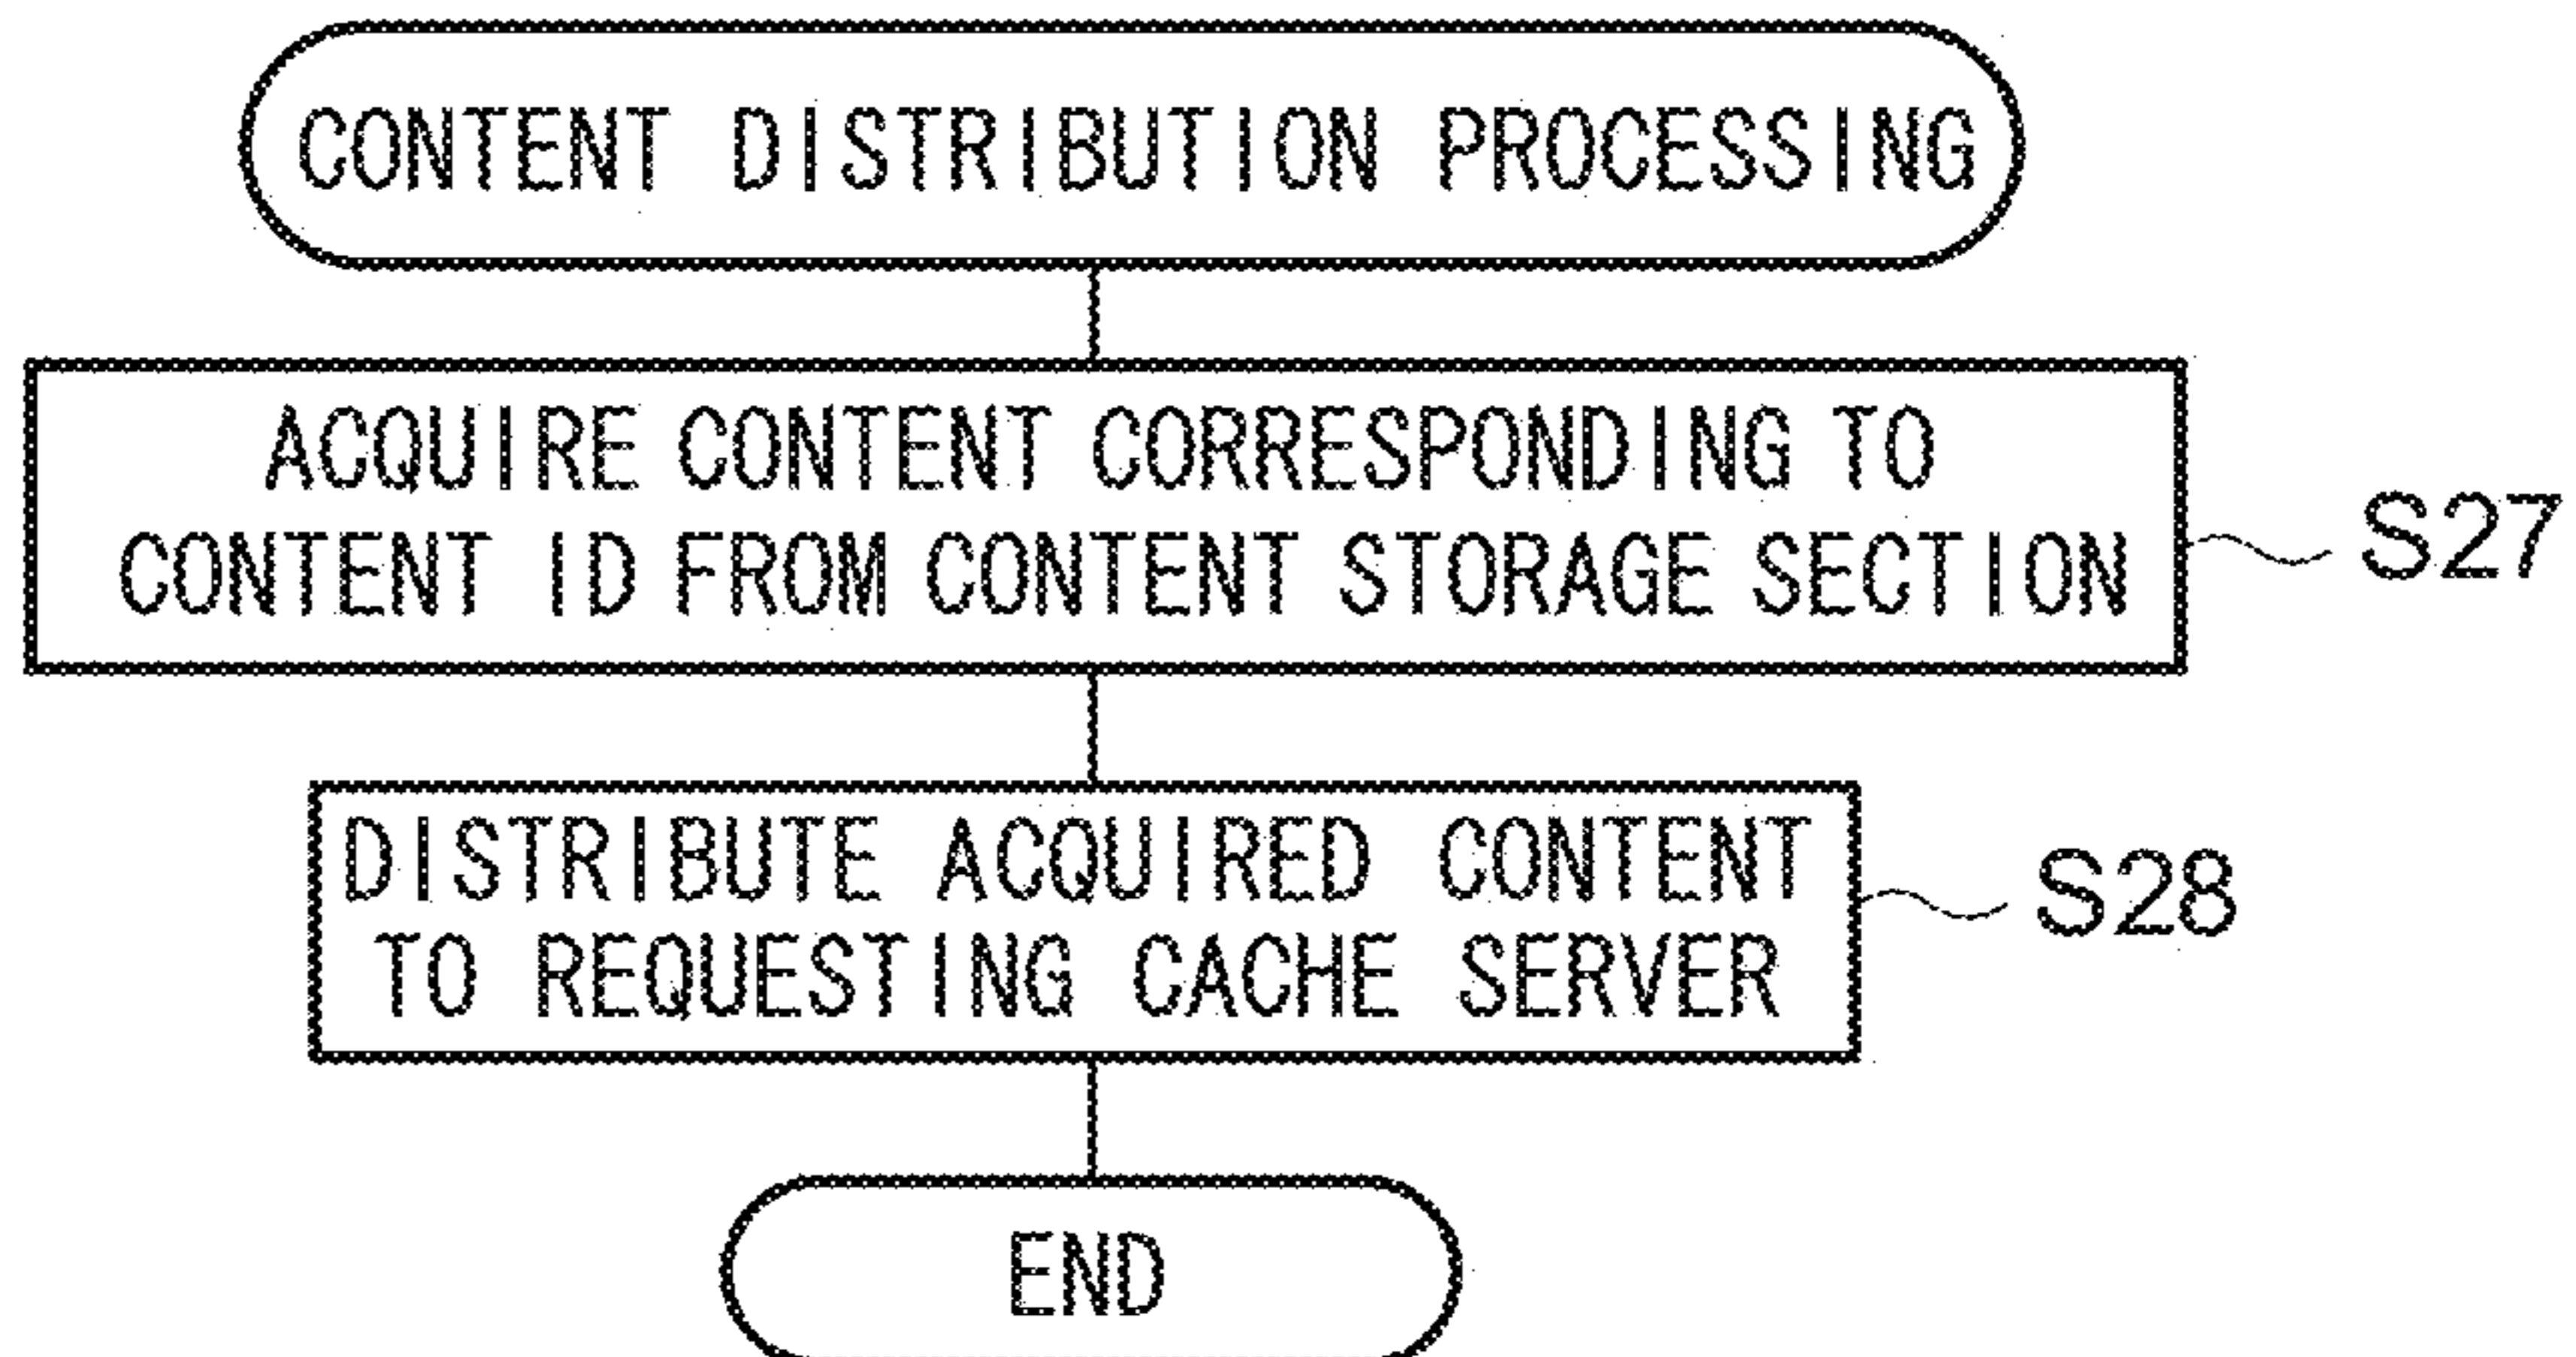 CONTENT DISTRIBUTION PROCESSING
ACQUIRE CONTENT CORRESPONDING TO
CONTENT ID FROM CONTENT STORAGE SECTION
S27
DISTRIBUTE ACQUIRED CONTENT
TO REQUESTING CACHE SERVER
S28
END